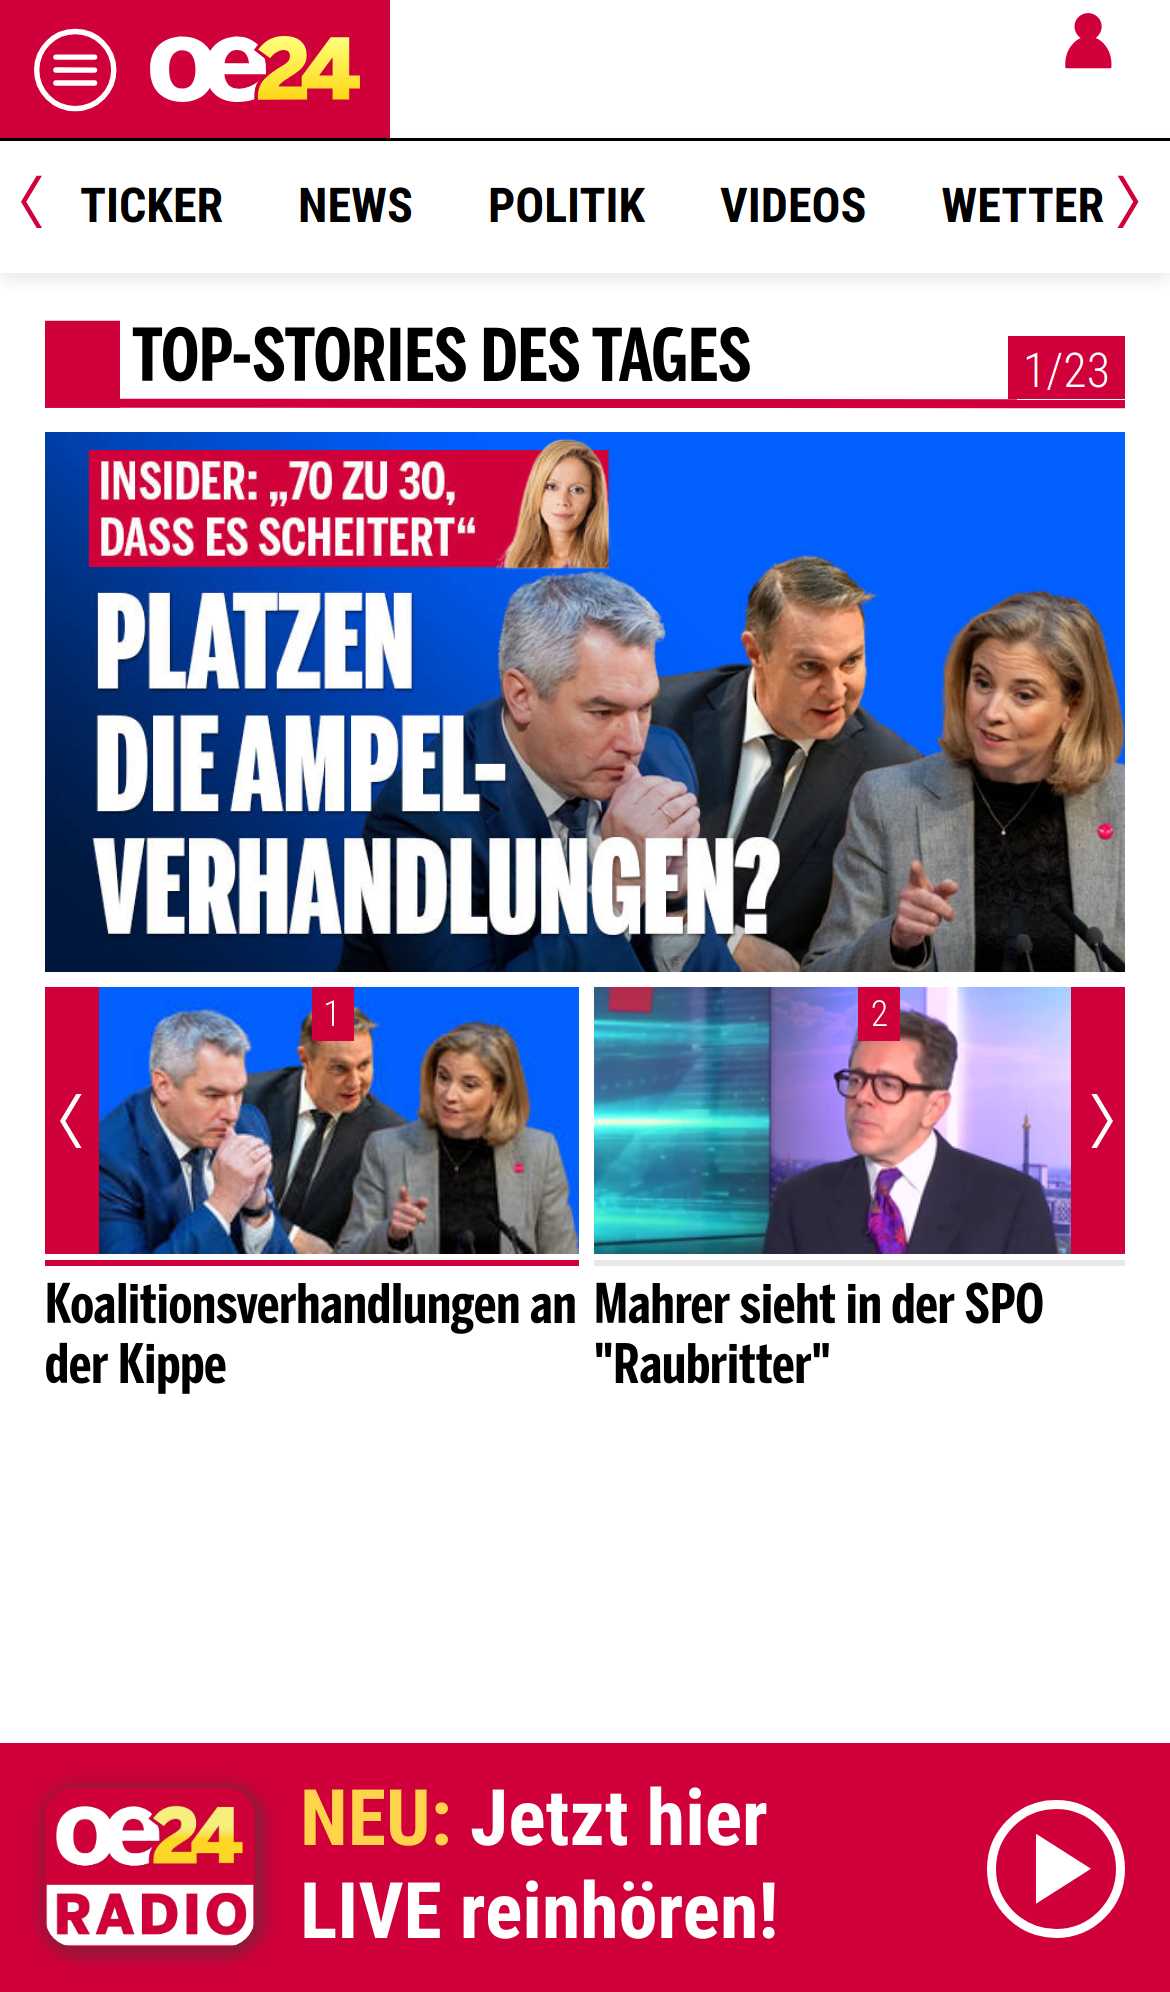 oe24
TICKER NEWS POLITIK VIDEOS WETTER
TOP-STORIES DES TAGES
1/23
INSIDER: „70 ZU 30,
DASS ES SCHEITERT“
PLATZEN
DIE AMPEL-
VERHANDLUNGEN?
1
2
Koalitionsverhandlungen an
der Kippe
Mahrer sieht in der SPÖ
"Raubritter"
oe24
RADIO
NEU: Jetzt hier
LIVE reinhören!